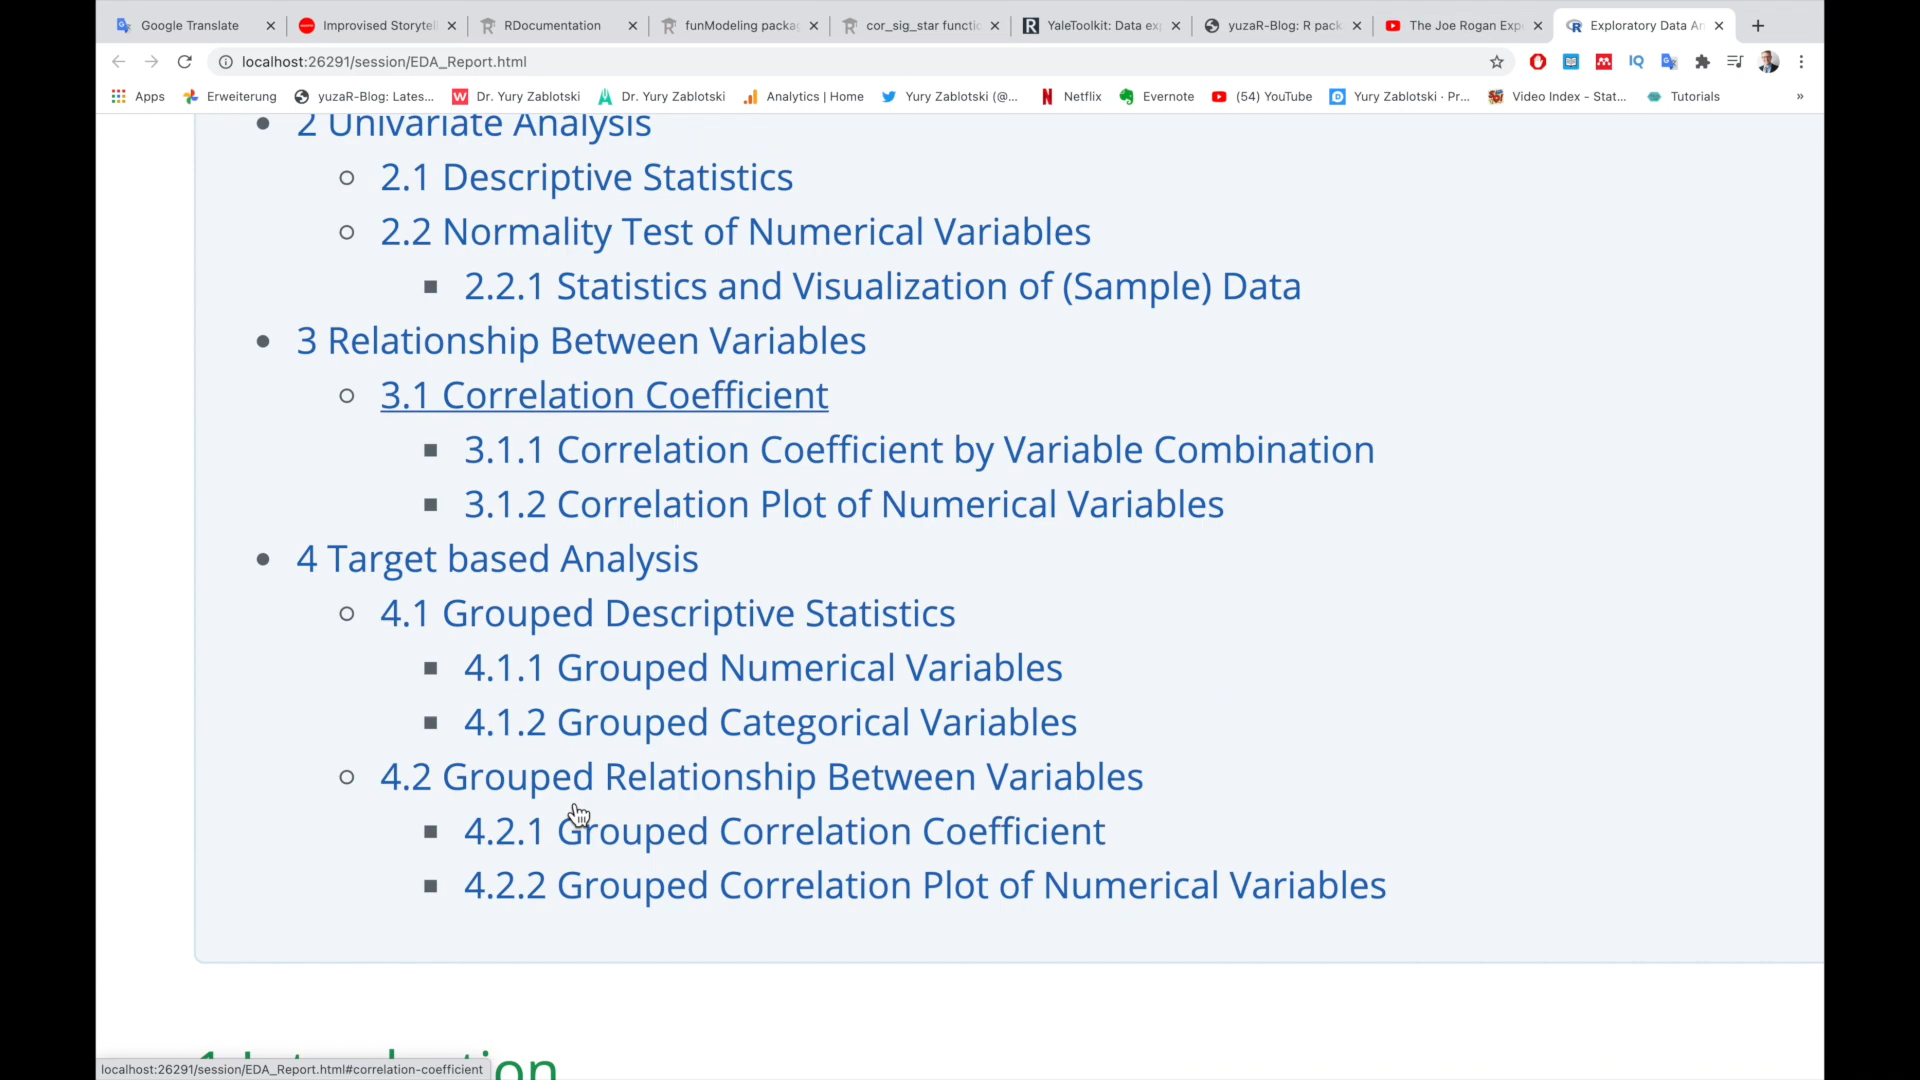 Google Translate
Improvised Storytel
RDocumentation
funModeling packag
cor_sig_star functio
YaleToolkit: Data ex
yuzaR-Blog: R pack
The Joe Rogan Exp
Exploratory Data An
localhost:26291/session/EDA_Report.html
Apps
Erweiterung
yuzaR-Blog: Lates...
Dr. Yury Zablotski
Dr. Yury Zablotski
Analytics | Home
Yury Zablotski (@...
Netflix
Evernote
(54) YouTube
Yury Zablotski · Pr...
Video Index – Stat...
Tutorials
»
2 Univariate Analysis
2.1 Descriptive Statistics
2.2 Normality Test of Numerical Variables
2.2.1 Statistics and Visualization of (Sample) Data
3 Relationship Between Variables
3.1 Correlation Coefficient
3.1.1 Correlation Coefficient by Variable Combination
3.1.2 Correlation Plot of Numerical Variables
4 Target based Analysis
4.1 Grouped Descriptive Statistics
4.1.1 Grouped Numerical Variables
4.1.2 Grouped Categorical Variables
4.2 Grouped Relationship Between Variables
4.2.1 Grouped Correlation Coefficient
4.2.2 Grouped Correlation Plot of Numerical Variables
1 Introduction
localhost:26291/session/EDA_Report.html#correlation-coefficient